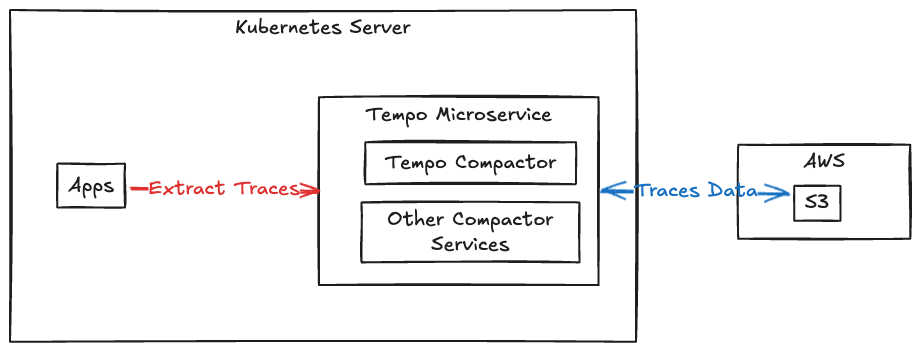 Kubernetes Server
Tempo Microservice
Tempo Compactor
Apps
Extract Traces
Other Compactor
Services
Traces Data
AWS
S3